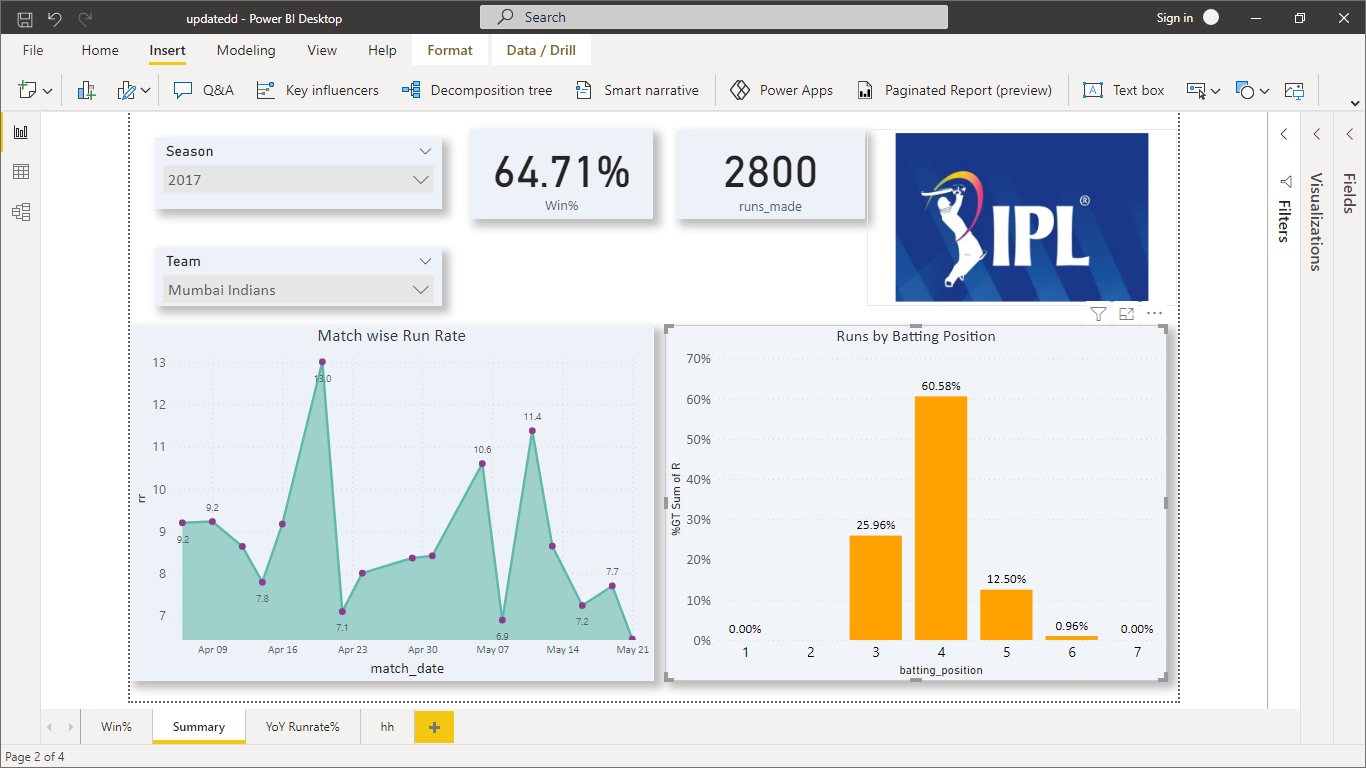 updatedd - Power BI Desktop
Search
Sign in
File Home Insert Modeling View Help Format Data / Drill
Q&A Key influencers Decomposition tree Smart narrative Power Apps Paginated Report (preview) Text box
Season
2017
64.71%
Win%
2800
runs_made
IPL®
Team
Mumbai Indians
Filters
Visualizations
Fields
Match wise Run Rate
13
12
11
10
9
8
7
rr
9.2
9.2
7.8
13.0
7.1
10.6
6.9
11.4
7.2
7.7
Apr 09 Apr 16 Apr 23 Apr 30 May 07 May 14 May 21
match_date
Runs by Batting Position
70%
60%
50%
40%
30%
20%
10%
0%
%GT Sum of R
0.00%
25.96%
60.58%
12.50%
0.96%
0.00%
1 2 3 4 5 6 7
batting_position
Win% Summary YoY Runrate% hh +
Page 2 of 4